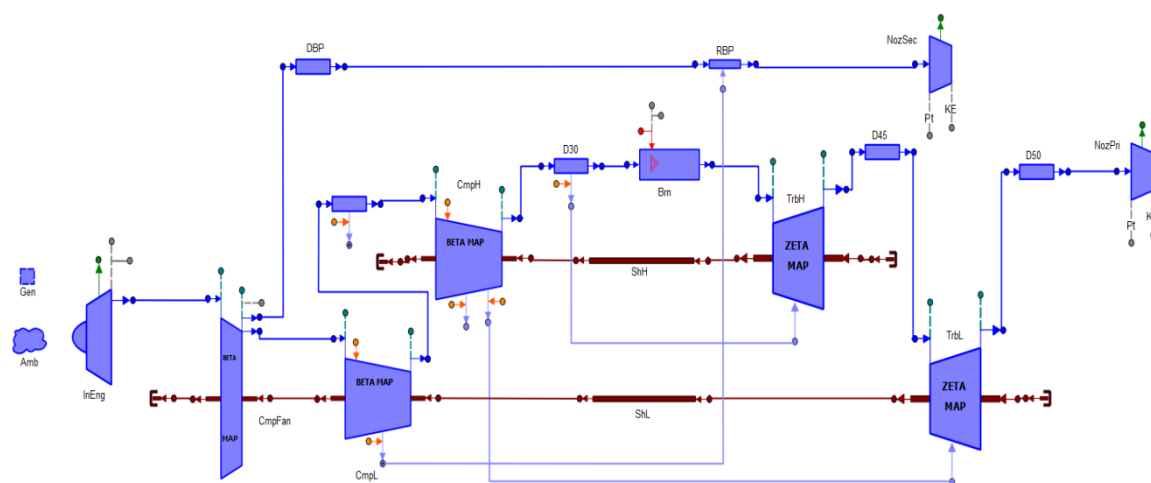 DBP
RBP
NozSec
Pt
KE
D30
Brn
D45
D50
NozPri
Pt
K
CmpH
BETA MAP
TrbH
ZETA
MAP
ShH
Gen
Amb
InEng
BETA
MAP
CmpFan
BETA MAP
CmpL
ShL
TrbL
ZETA
MAP